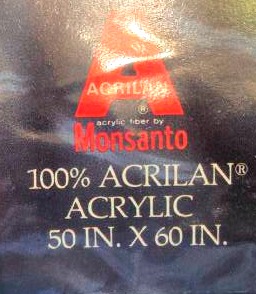 ACRILAN
®
acrylic fiber by
Monsanto
100% ACRILAN®
ACRYLIC
50 IN. X 60 IN.